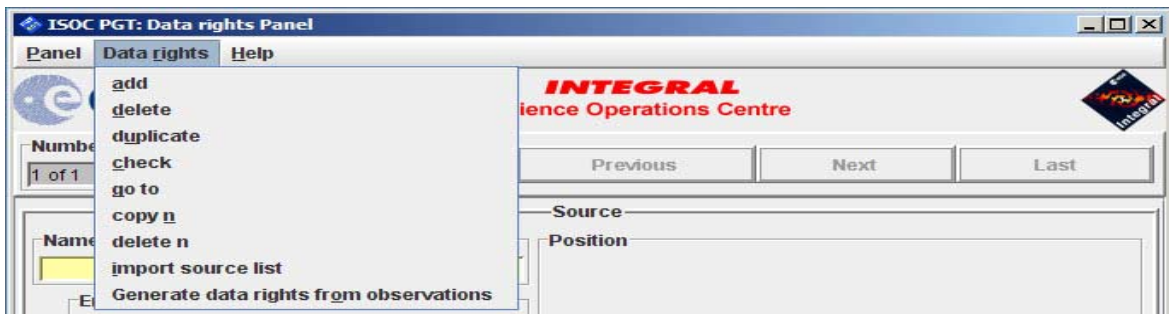 ISOC PGT: Data rights Panel
Panel Data rights Help
add
delete
duplicate
check
go to
copy n
delete n
import source list
Generate data rights from observations
INTEGRAL
ience Operations Centre
Integral
Numbe
1 of 1
Previous Next Last
Source
Name
Position